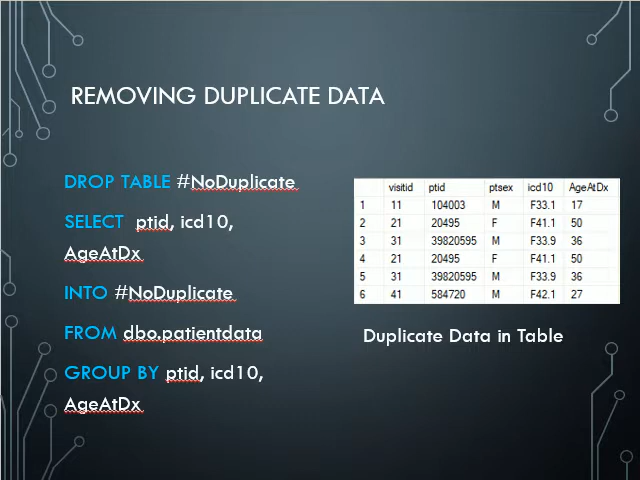 REMOVING DUPLICATE DATA
DROP TABLE #NoDuplicate
SELECT ptid, icd10,
AgeAtDx
INTO #NoDuplicate
FROM dbo.patientdata
GROUP BY ptid, icd10,
AgeAtDx
visitid ptid ptsex icd10 AgeAtDx
1 11 104003 M F33.1 17
2 21 20495 F F41.1 50
3 31 39820595 M F33.9 36
4 21 20495 F F41.1 50
5 31 39820595 M F33.9 36
6 41 584720 M F42.1 27
Duplicate Data in Table